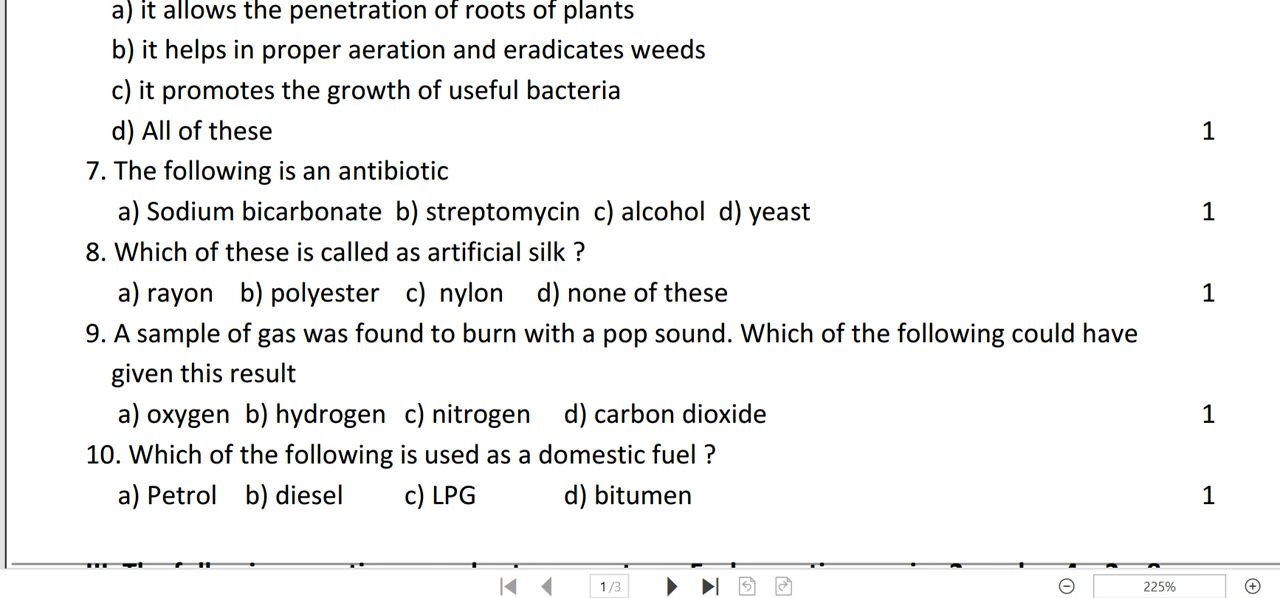 a) it allows the penetration of roots of plants
b) it helps in proper aeration and eradicates weeds
c) it promotes the growth of useful bacteria
d) All of these 1
7. The following is an antibiotic
a) Sodium bicarbonate b) streptomycin c) alcohol d) yeast 1
8. Which of these is called as artificial silk ?
a) rayon b) polyester c) nylon d) none of these 1
9. A sample of gas was found to burn with a pop sound. Which of the following could have
given this result
a) oxygen b) hydrogen c) nitrogen d) carbon dioxide 1
10. Which of the following is used as a domestic fuel ?
a) Petrol b) diesel c) LPG d) bitumen 1
1/3 225%